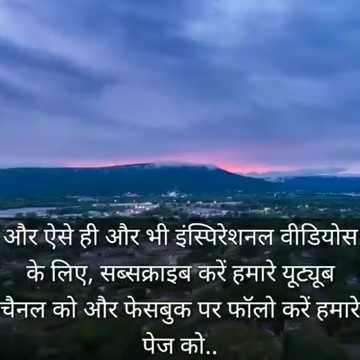 और ऐसे ही और भी इंस्पिरेशनल वीडियोस
के लिए, सब्सक्राइब करें हमारे यूट्यूब
चैनल को और फेसबुक पर फॉलो करें हमारे
पेज को..